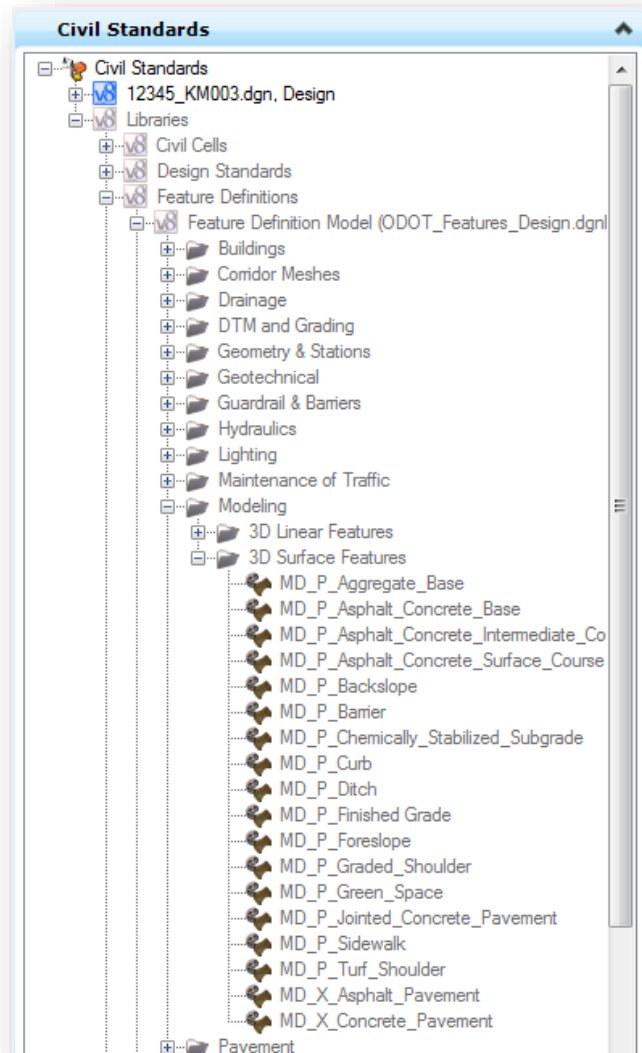 Civil Standards
Civil Standards
12345_KM003.dgn, Design
Libraries
Civil Cells
Design Standards
Feature Definitions
Feature Definition Model (ODOT_Features_Design.dgnl
Buildings
Corridor Meshes
Drainage
DTM and Grading
Geometry & Stations
Geotechnical
Guardrail & Barriers
Hydraulics
Lighting
Maintenance of Traffic
Modeling
3D Linear Features
3D Surface Features
MD_P_Aggregate_Base
MD_P_Asphalt_Concrete_Base
MD_P_Asphalt_Concrete_Intermediate_Co
MD_P_Asphalt_Concrete_Surface_Course
MD_P_Backslope
MD_P_Barrier
MD_P_Chemically_Stabilized_Subgrade
MD_P_Curb
MD_P_Ditch
MD_P_Finished Grade
MD_P_Foreslope
MD_P_Graded_Shoulder
MD_P_Green_Space
MD_P_Jointed_Concrete_Pavement
MD_P_Sidewalk
MD_P_Turf_Shoulder
MD_X_Asphalt_Pavement
MD_X_Concrete_Pavement
Pavement